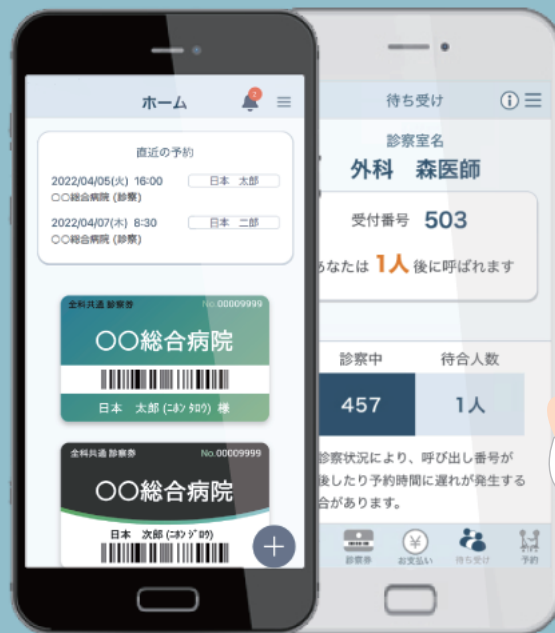 ホーム
2
直近の予約
2022/04/05(火) 16:00 日本 太郎
〇〇総合病院 (診察)
2022/04/07(木) 8:30 日本 二郎
〇〇総合病院 (診察)
全科共通 診察券 No.00009999
〇〇総合病院
日本 太郎 (ﾆﾎﾝ ﾀﾛｳ) 様
全科共通 診察券 No.00009999
〇〇総合病院
日本 次郎 (ﾆﾎﾝ ｼﾞﾛｳ)
待ち受け
診察室名
外科 森医師
受付番号 503
あなたは 1人 後に呼ばれます
診察中 待合人数
457 1人
診察状況により、呼び出し番号が
後したり予約時間に遅れが発生する
合があります。
診察券 お支払い 待ち受け 予約